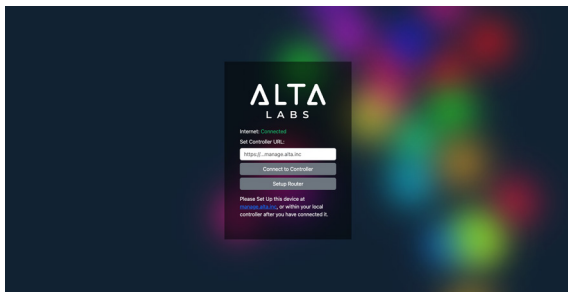 ALTA
LABS
Internet: Connected
Set Controller URL:
https://...manage.alta.inc
Connect to Controller
Setup Router
Please Set Up this device at
manage.alta.inc, or within your local
controller after you have connected it.